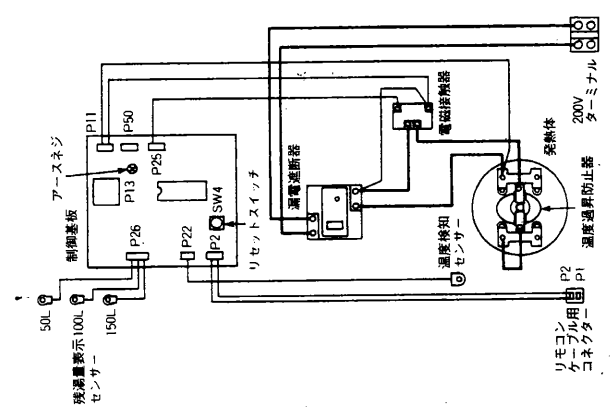 200V
ターミナル
電磁接触器
発熱体
漏電遮断器
温度過昇防止器
P11
P50
P25
アースネジ
P13
SW4
リセットスイッチ
制御基板
P26
P22
P2
温度検知
センサー
50L
100L
150L
残湯量表示
センサー
P2
P1
リモコン
ケーブル用
コネクター